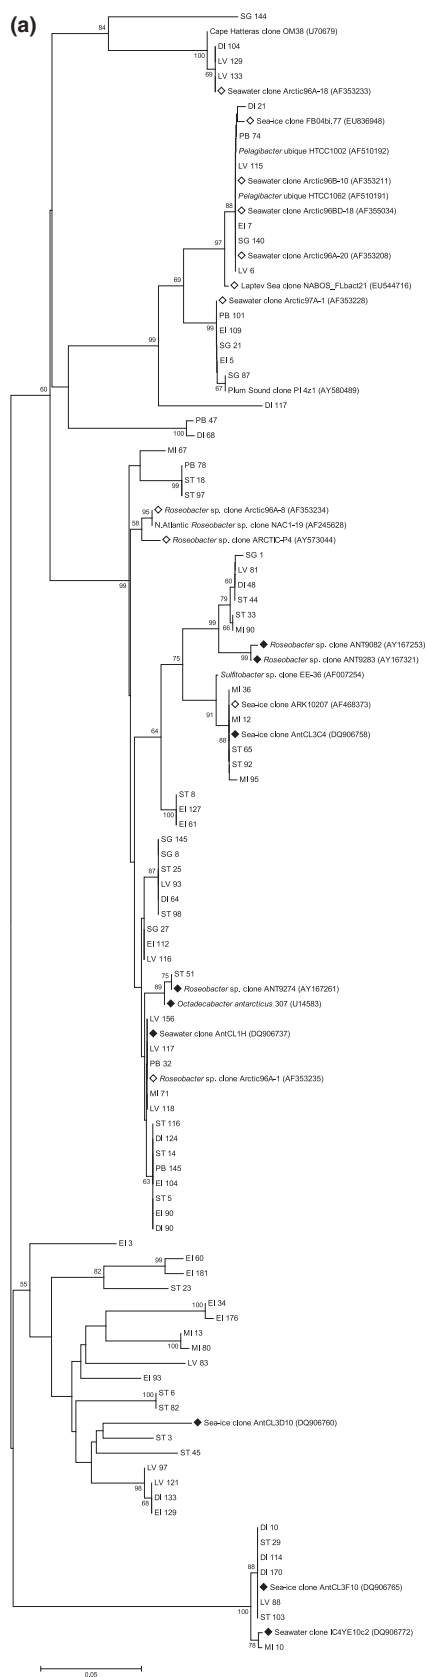 (a)
SG 144
84
Cape Hatteras clone OM38 (U70679)
DI 104
100
LV 129
LV 133
69
Seawater clone Arctic96A-18 (AF353233)
DI 21
Sea-ice clone FB04bi.77 (EU836948)
PB 74
Pelagibacter ubique HTCC1002 (AF510192)
LV 115
Seawater clone Arctic96B-10 (AF353211)
Pelagibacter ubique HTCC1062 (AF510191)
88
Seawater clone Arctic96BD-18 (AF355034)
EI 7
SG 140
97
Seawater clone Arctic96A-20 (AF353208)
LV 6
69
Laptev Sea clone NABOS_FLbact21 (EU544716)
Seawater clone Arctic97A-1 (AF353228)
PB 101
99
EI 109
99
SG 21
EI 5
SG 87
67
Plum Sound clone PI 4z1 (AY580489)
60
DI 117
PB 47
100
DI 68
MI 67
PB 78
ST 18
99
ST 97
95
Roseobacter sp. clone Arctic96A-8 (AF353234)
58
N.Atlantic Roseobacter sp. clone NAC1-19 (AF245628)
Roseobacter sp. clone ARCTIC-P4 (AY573044)
SG 1
LV 81
99
60
DI 48
79
ST 44
ST 33
99
66
MI 90
Roseobacter sp. clone ANT9082 (AY167253)
99
Roseobacter sp. clone ANT9283 (AY167321)
75
Sulfitobacter sp. clone EE-36 (AF007254)
MI 36
Sea-ice clone ARK10207 (AF468373)
91
MI 12
Sea-ice clone AntCL3C4 (DQ906758)
64
88
ST 65
ST 92
MI 95
ST 8
EI 127
100
EI 61
SG 145
SG 8
87
ST 25
LV 93
DI 64
ST 98
SG 27
EI 112
LV 116
75
ST 51
89
Roseobacter sp. clone ANT9274 (AY167261)
Octadecabacter antarcticus 307 (U14583)
LV 156
Seawater clone AntCL1H (DQ906737)
LV 117
PB 32
Roseobacter sp. clone Arctic96A-1 (AF353235)
MI 71
LV 118
ST 116
DI 124
ST 14
PB 145
63
EI 104
ST 5
EI 90
DI 90
EI 3
55
99
EI 60
82
EI 181
ST 23
100
EI 34
EI 176
MI 13
100
MI 80
LV 83
EI 93
100
ST 6
ST 82
Sea-ice clone AntCL3D10 (DQ906760)
ST 3
ST 45
LV 97
98
LV 121
DI 133
68
EI 129
DI 10
ST 29
DI 114
88
DI 170
Sea-ice clone AntCL3F10 (DQ906765)
LV 88
100
ST 103
Seawater clone IC4YE10c2 (DQ906772)
78
MI 10
0.05